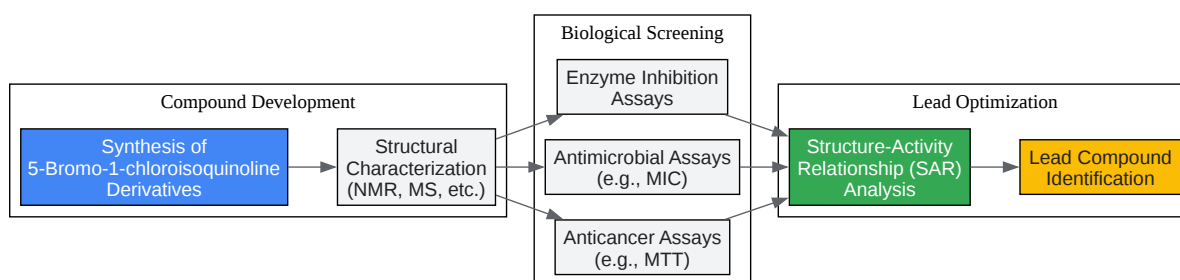 Compound Development
Synthesis of
5-Bromo-1-chloroisoquinoline
Derivatives
Structural
Characterization
(NMR, MS, etc.)
Biological Screening
Enzyme Inhibition
Assays
Antimicrobial Assays
(e.g., MIC)
Anticancer Assays
(e.g., MTT)
Lead Optimization
Structure-Activity
Relationship (SAR)
Analysis
Lead Compound
Identification